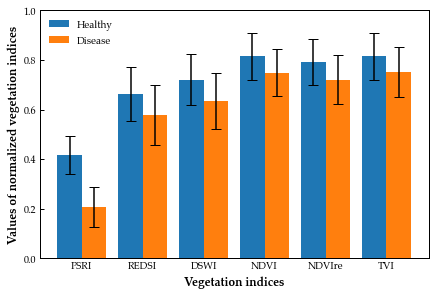 1.0
Healthy
Disease
0.8
0.6
0.4
0.2
0.0
Values of normalized vegetation indices
PSRI REDSI DSWI NDVI NDVIre TVI
Vegetation indices